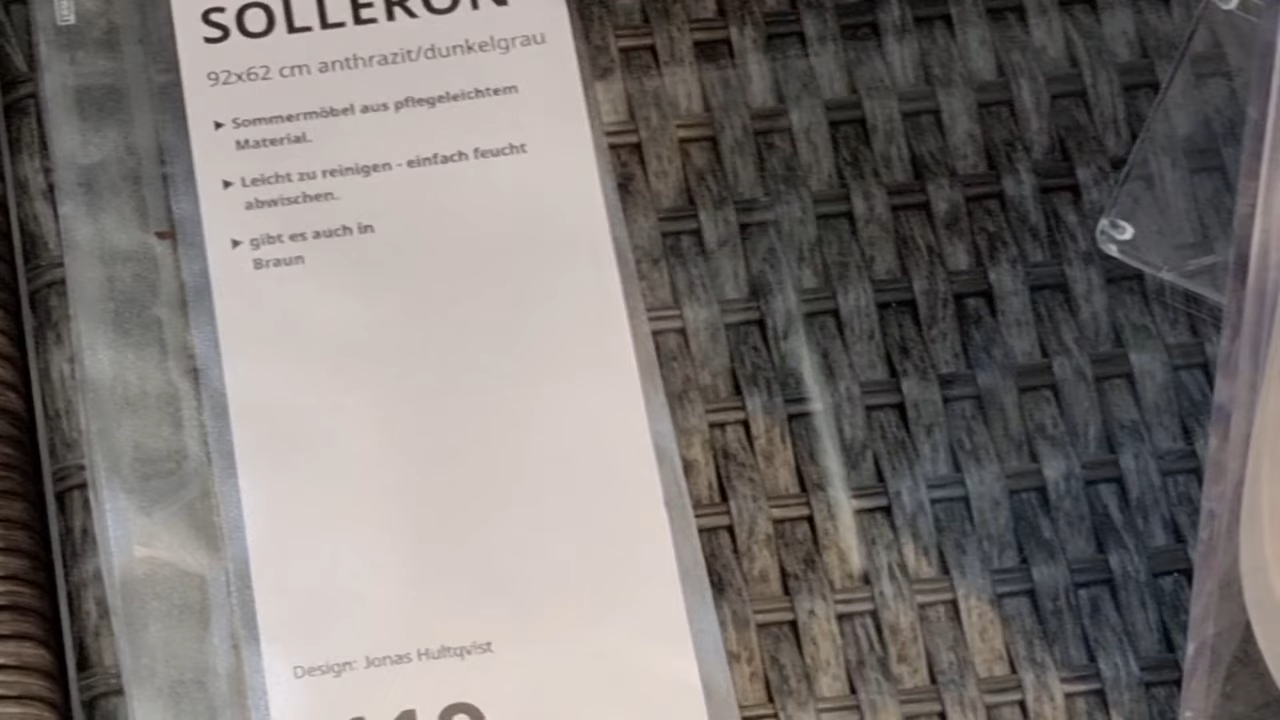 SOLLERÖN
92x62 cm anthrazit/dunkelgrau
▶ Sommermöbel aus pflegeleichtem
Material.
▶ Leicht zu reinigen - einfach feucht
abwischen.
▶ gibt es auch in
Braun
Design: Jonas Hultqvist